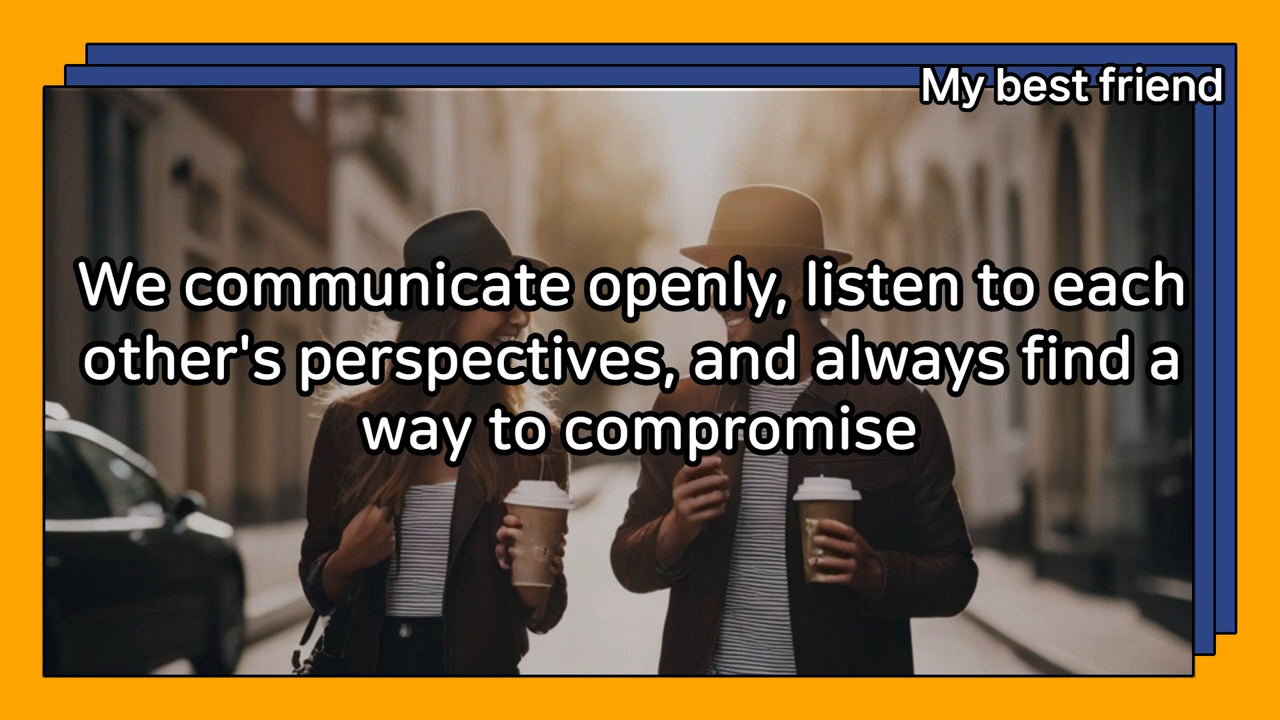 My best friend
We communicate openly, listen to each
other's perspectives, and always find a
way to compromise